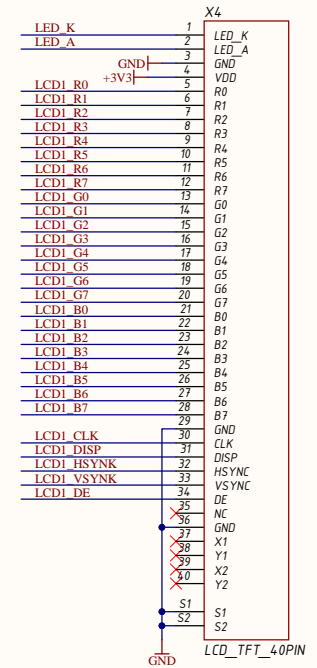 X4
LED_K 1 LED_K
LED_A 2 LED_A
GND 3 GND
+3V3 4 VDD
LCD1_R0 5 R0
LCD1_R1 6 R1
LCD1_R2 7 R2
LCD1_R3 8 R3
LCD1_R4 9 R4
LCD1_R5 10 R5
LCD1_R6 11 R6
LCD1_R7 12 R7
LCD1_G0 13 G0
LCD1_G1 14 G1
LCD1_G2 15 G2
LCD1_G3 16 G3
LCD1_G4 17 G4
LCD1_G5 18 G5
LCD1_G6 19 G6
LCD1_G7 20 G7
LCD1_B0 21 B0
LCD1_B1 22 B1
LCD1_B2 23 B2
LCD1_B3 24 B3
LCD1_B4 25 B4
LCD1_B5 26 B5
LCD1_B6 27 B6
LCD1_B7 28 B7
29 GND
LCD1_CLK 30 CLK
LCD1_DISP 31 DISP
LCD1_HSYNK 32 HSYNC
LCD1_VSYNK 33 VSYNC
LCD1_DE 34 DE
35 NC
36 GND
37 X1
38 Y1
39 X2
40 Y2
S1 S1
S2 S2
GND
LCD_TFT_40PIN